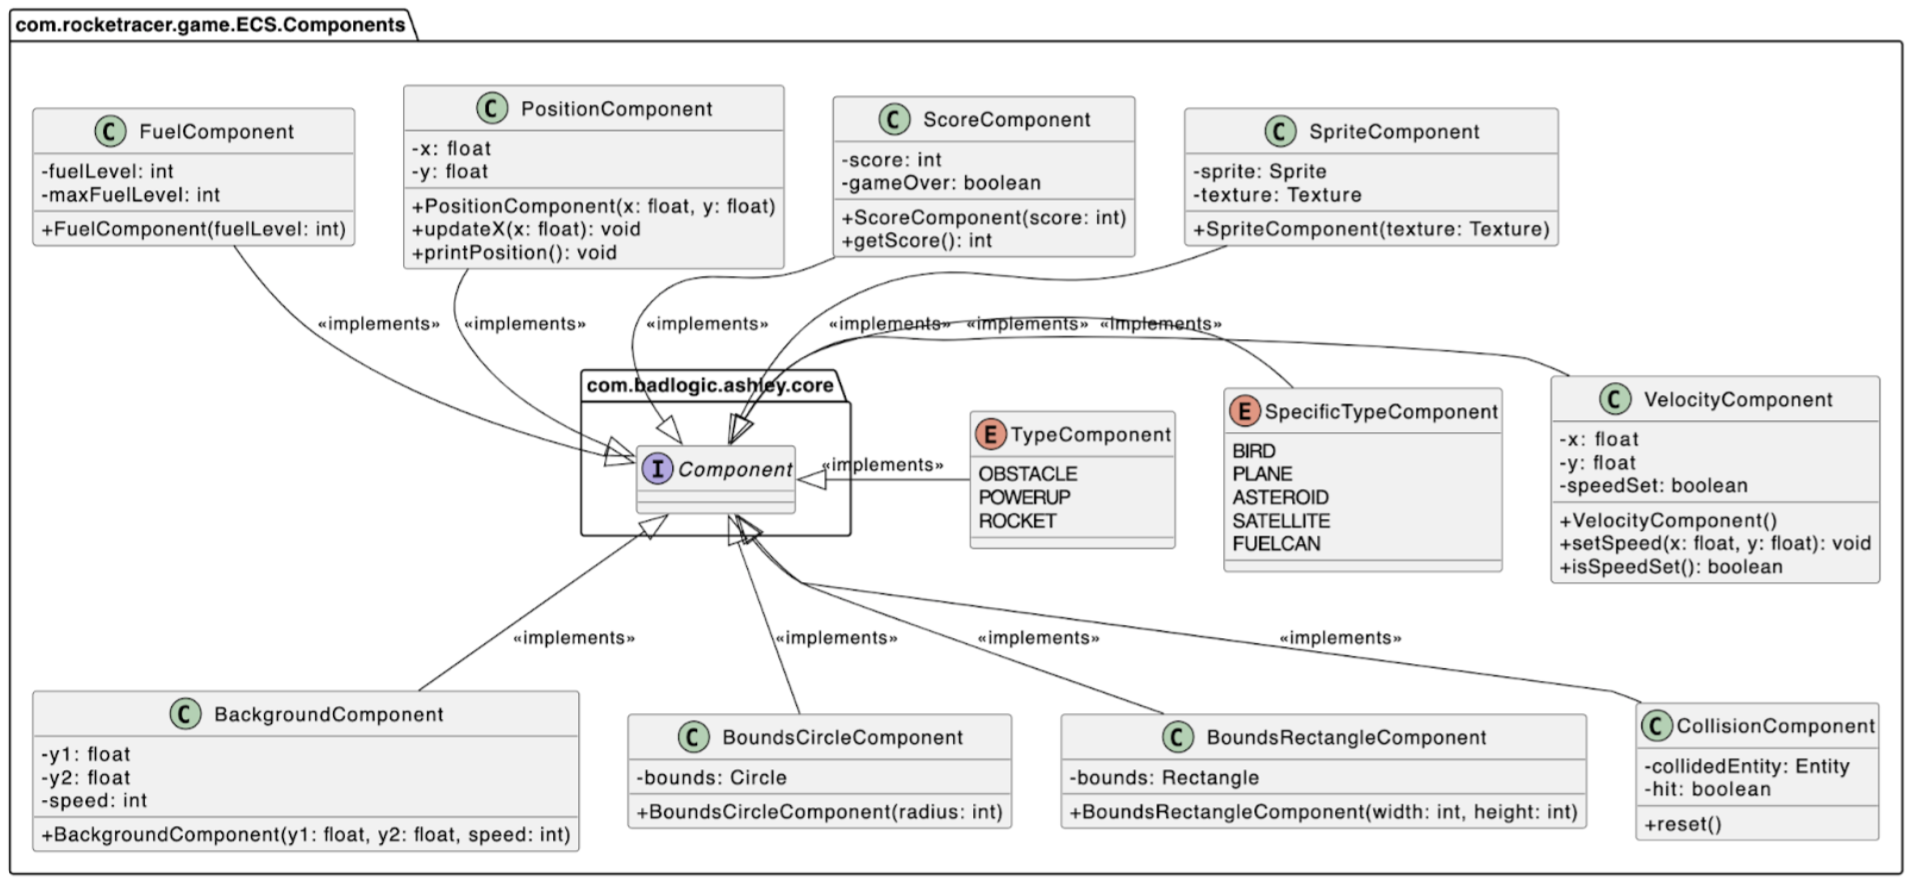 com.rocketracer.game.ECS.Components
C FuelComponent
-fuelLevel: int
-maxFuelLevel: int
+FuelComponent(fuelLevel: int)
C PositionComponent
-x: float
-y: float
+PositionComponent(x: float, y: float)
+updateX(x: float): void
+printPosition(): void
C ScoreComponent
-score: int
-gameOver: boolean
+ScoreComponent(score: int)
+getScore(): int
C SpriteComponent
-sprite: Sprite
-texture: Texture
+SpriteComponent(texture: Texture)
«implements»
«implements»
«implements»
«implements»
«implements»
«implements»
com.badlogic.ashley.core
I Component
«implements»
E TypeComponent
OBSTACLE
POWERUP
ROCKET
E SpecificTypeComponent
BIRD
PLANE
ASTEROID
SATELLITE
FUELCAN
C VelocityComponent
-x: float
-y: float
-speedSet: boolean
+VelocityComponent()
+setSpeed(x: float, y: float): void
+isSpeedSet(): boolean
«implements»
«implements»
«implements»
«implements»
C BackgroundComponent
-y1: float
-y2: float
-speed: int
+BackgroundComponent(y1: float, y2: float, speed: int)
C BoundsCircleComponent
-bounds: Circle
+BoundsCircleComponent(radius: int)
C BoundsRectangleComponent
-bounds: Rectangle
+BoundsRectangleComponent(width: int, height: int)
C CollisionComponent
-collidedEntity: Entity
-hit: boolean
+reset()